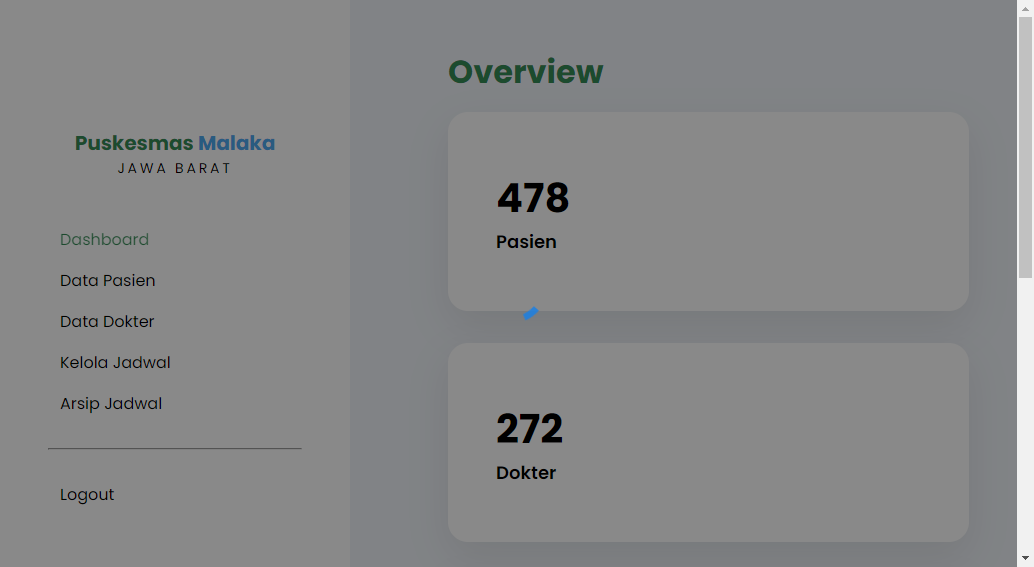 Puskesmas Malaka
JAWA BARAT
Dashboard
Data Pasien
Data Dokter
Kelola Jadwal
Arsip Jadwal
Logout
Overview
478
Pasien
272
Dokter